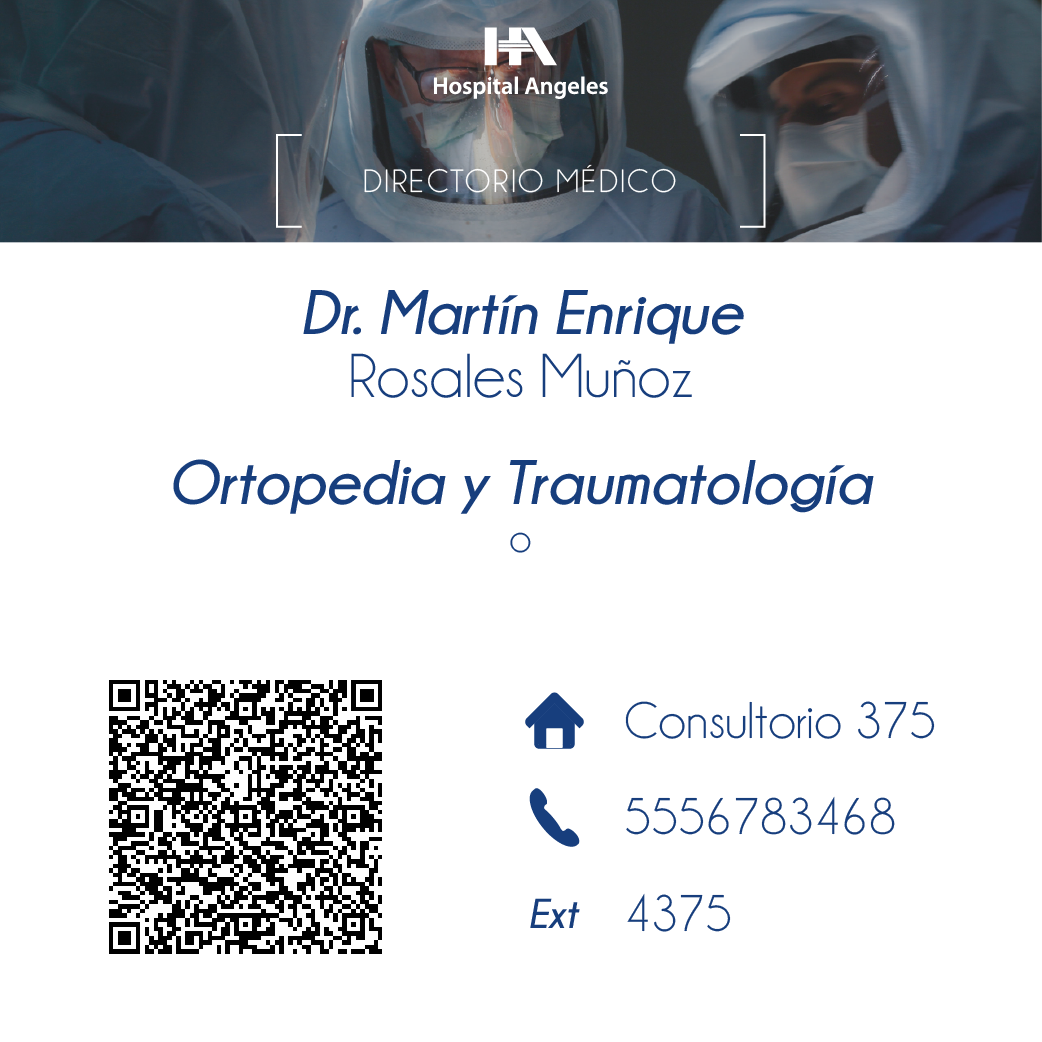 Hospital Angeles
DIRECTORIO MÉDICO
Dr. Martín Enrique
Rosales Muñoz
Ortopedia y Traumatología
o
Consultorio 375
5556783468
Ext 4375